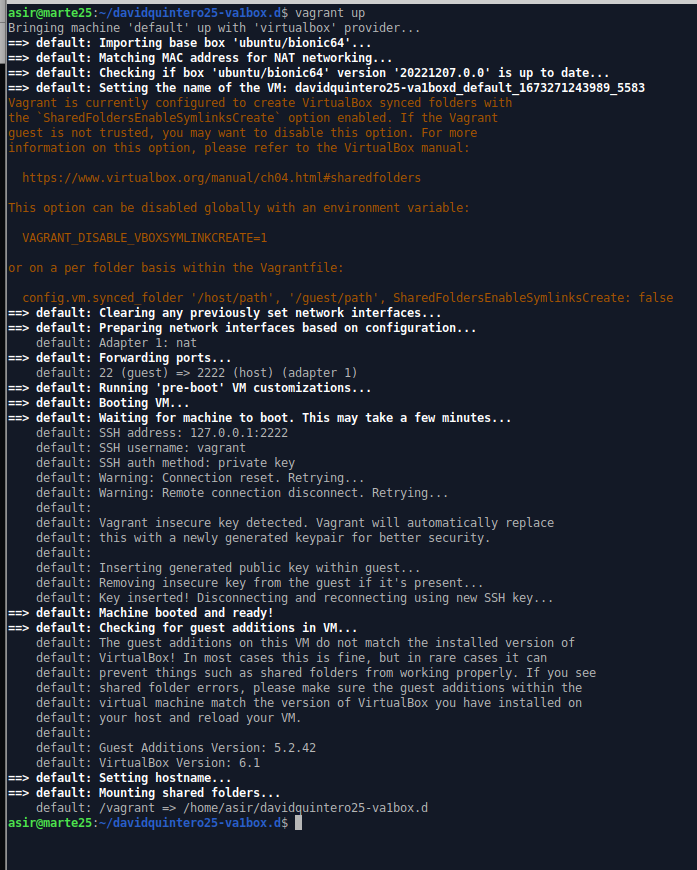 asir@marte25:~/davidquintero25-va1box.d$ vagrant up
Bringing machine 'default' up with 'virtualbox' provider...
==> default: Importing base box 'ubuntu/bionic64'...
==> default: Matching MAC address for NAT networking...
==> default: Checking if box 'ubuntu/bionic64' version '20221207.0.0' is up to date...
==> default: Setting the name of the VM: davidquintero25-va1boxd_default_1673271243989_5583
Vagrant is currently configured to create VirtualBox synced folders with
the `SharedFoldersEnableSymlinksCreate` option enabled. If the Vagrant
guest is not trusted, you may want to disable this option. For more
information on this option, please refer to the VirtualBox manual:
https://www.virtualbox.org/manual/ch04.html#sharedfolders
This option can be disabled globally with an environment variable:
VAGRANT_DISABLE_VBOXSYMLINKCREATE=1
or on a per folder basis within the Vagrantfile:
config.vm.synced_folder '/host/path', '/guest/path', SharedFoldersEnableSymlinksCreate: false
==> default: Clearing any previously set network interfaces...
==> default: Preparing network interfaces based on configuration...
default: Adapter 1: nat
==> default: Forwarding ports...
default: 22 (guest) => 2222 (host) (adapter 1)
==> default: Running 'pre-boot' VM customizations...
==> default: Booting VM...
==> default: Waiting for machine to boot. This may take a few minutes...
default: SSH address: 127.0.0.1:2222
default: SSH username: vagrant
default: SSH auth method: private key
default: Warning: Connection reset. Retrying...
default: Warning: Remote connection disconnect. Retrying...
default:
default: Vagrant insecure key detected. Vagrant will automatically replace
default: this with a newly generated keypair for better security.
default:
default: Inserting generated public key within guest...
default: Removing insecure key from the guest if it's present...
default: Key inserted! Disconnecting and reconnecting using new SSH key...
==> default: Machine booted and ready!
==> default: Checking for guest additions in VM...
default: The guest additions on this VM do not match the installed version of
default: VirtualBox! In most cases this is fine, but in rare cases it can
default: prevent things such as shared folders from working properly. If you see
default: shared folder errors, please make sure the guest additions within the
default: virtual machine match the version of VirtualBox you have installed on
default: your host and reload your VM.
default:
default: Guest Additions Version: 5.2.42
default: VirtualBox Version: 6.1
==> default: Setting hostname...
==> default: Mounting shared folders...
default: /vagrant => /home/asir/davidquintero25-va1box.d
asir@marte25:~/davidquintero25-va1box.d$